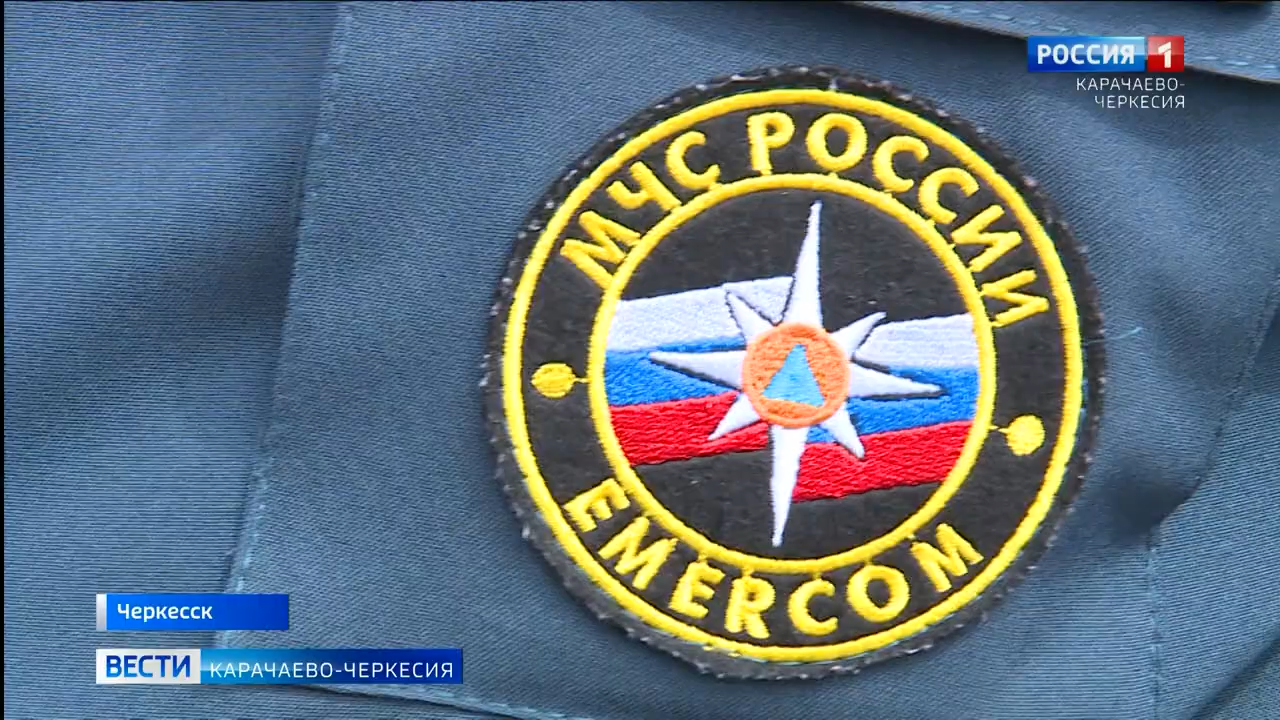 РОССИЯ 1
КАРАЧАЕВО-
ЧЕРКЕСИЯ
МЧС РОССИИ
EMERCOM
Черкесск
ВЕСТИ КАРАЧАЕВО-ЧЕРКЕСИЯ